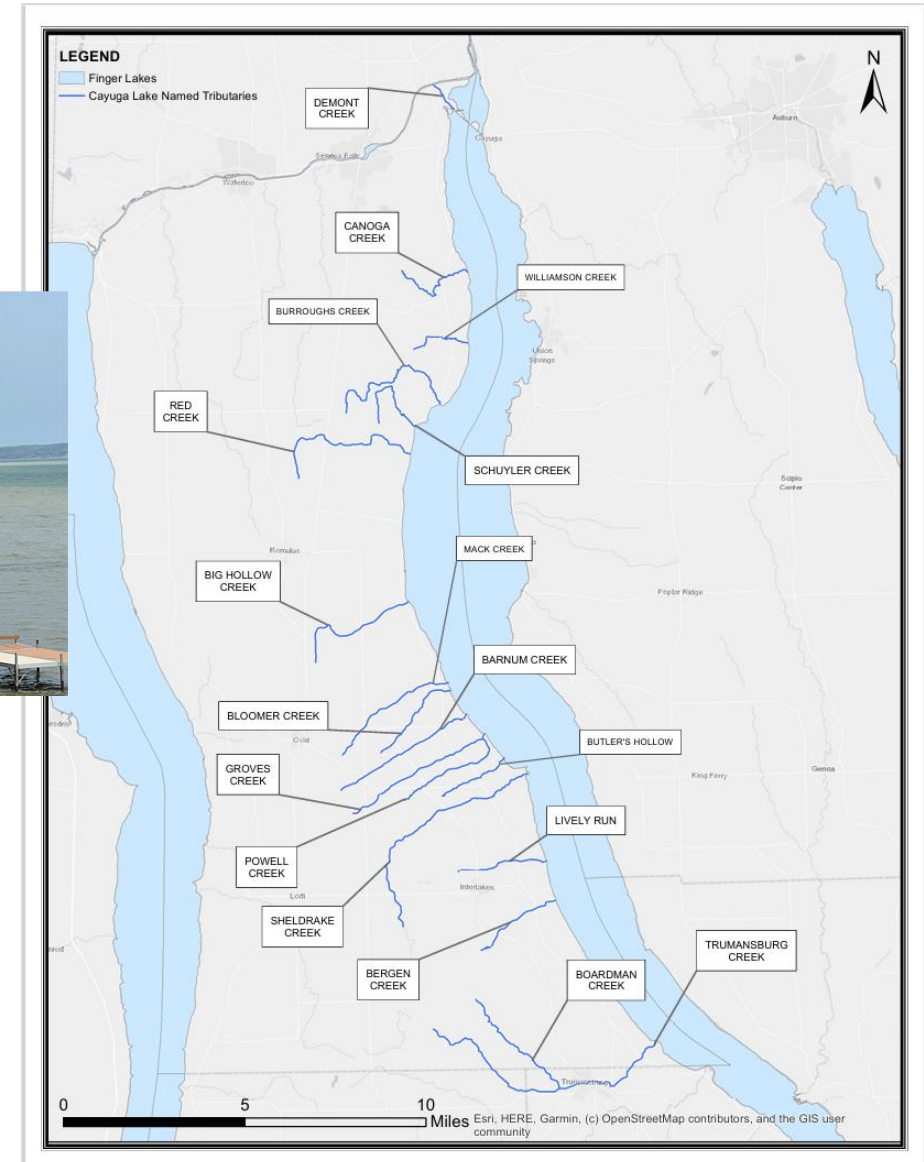 LEGEND
Finger Lakes
Cayuga Lake Named Tributaries
N
DEMONT
CREEK
Cayuga
Auburn
Seneca Falls
Waterloo
CANOGA
CREEK
WILLIAMSON CREEK
BURROUGHS CREEK
Union
Springs
RED
CREEK
SCHUYLER CREEK
Scipio
Center
MACK CREEK
Romulus
BIG HOLLOW
CREEK
Poplar Ridge
BARNUM CREEK
BLOOMER CREEK
Ovid
BUTLER'S HOLLOW
GROVES
CREEK
King Ferry
Genoa
LIVELY RUN
POWELL
CREEK
Interlaken
Lodi
SHELDRAKE
CREEK
TRUMANSBURG
CREEK
BERGEN
CREEK
BOARDMAN
CREEK
Trumansburg
0 5 10
Miles
Esri, HERE, Garmin, (c) OpenStreetMap contributors, and the GIS user
community